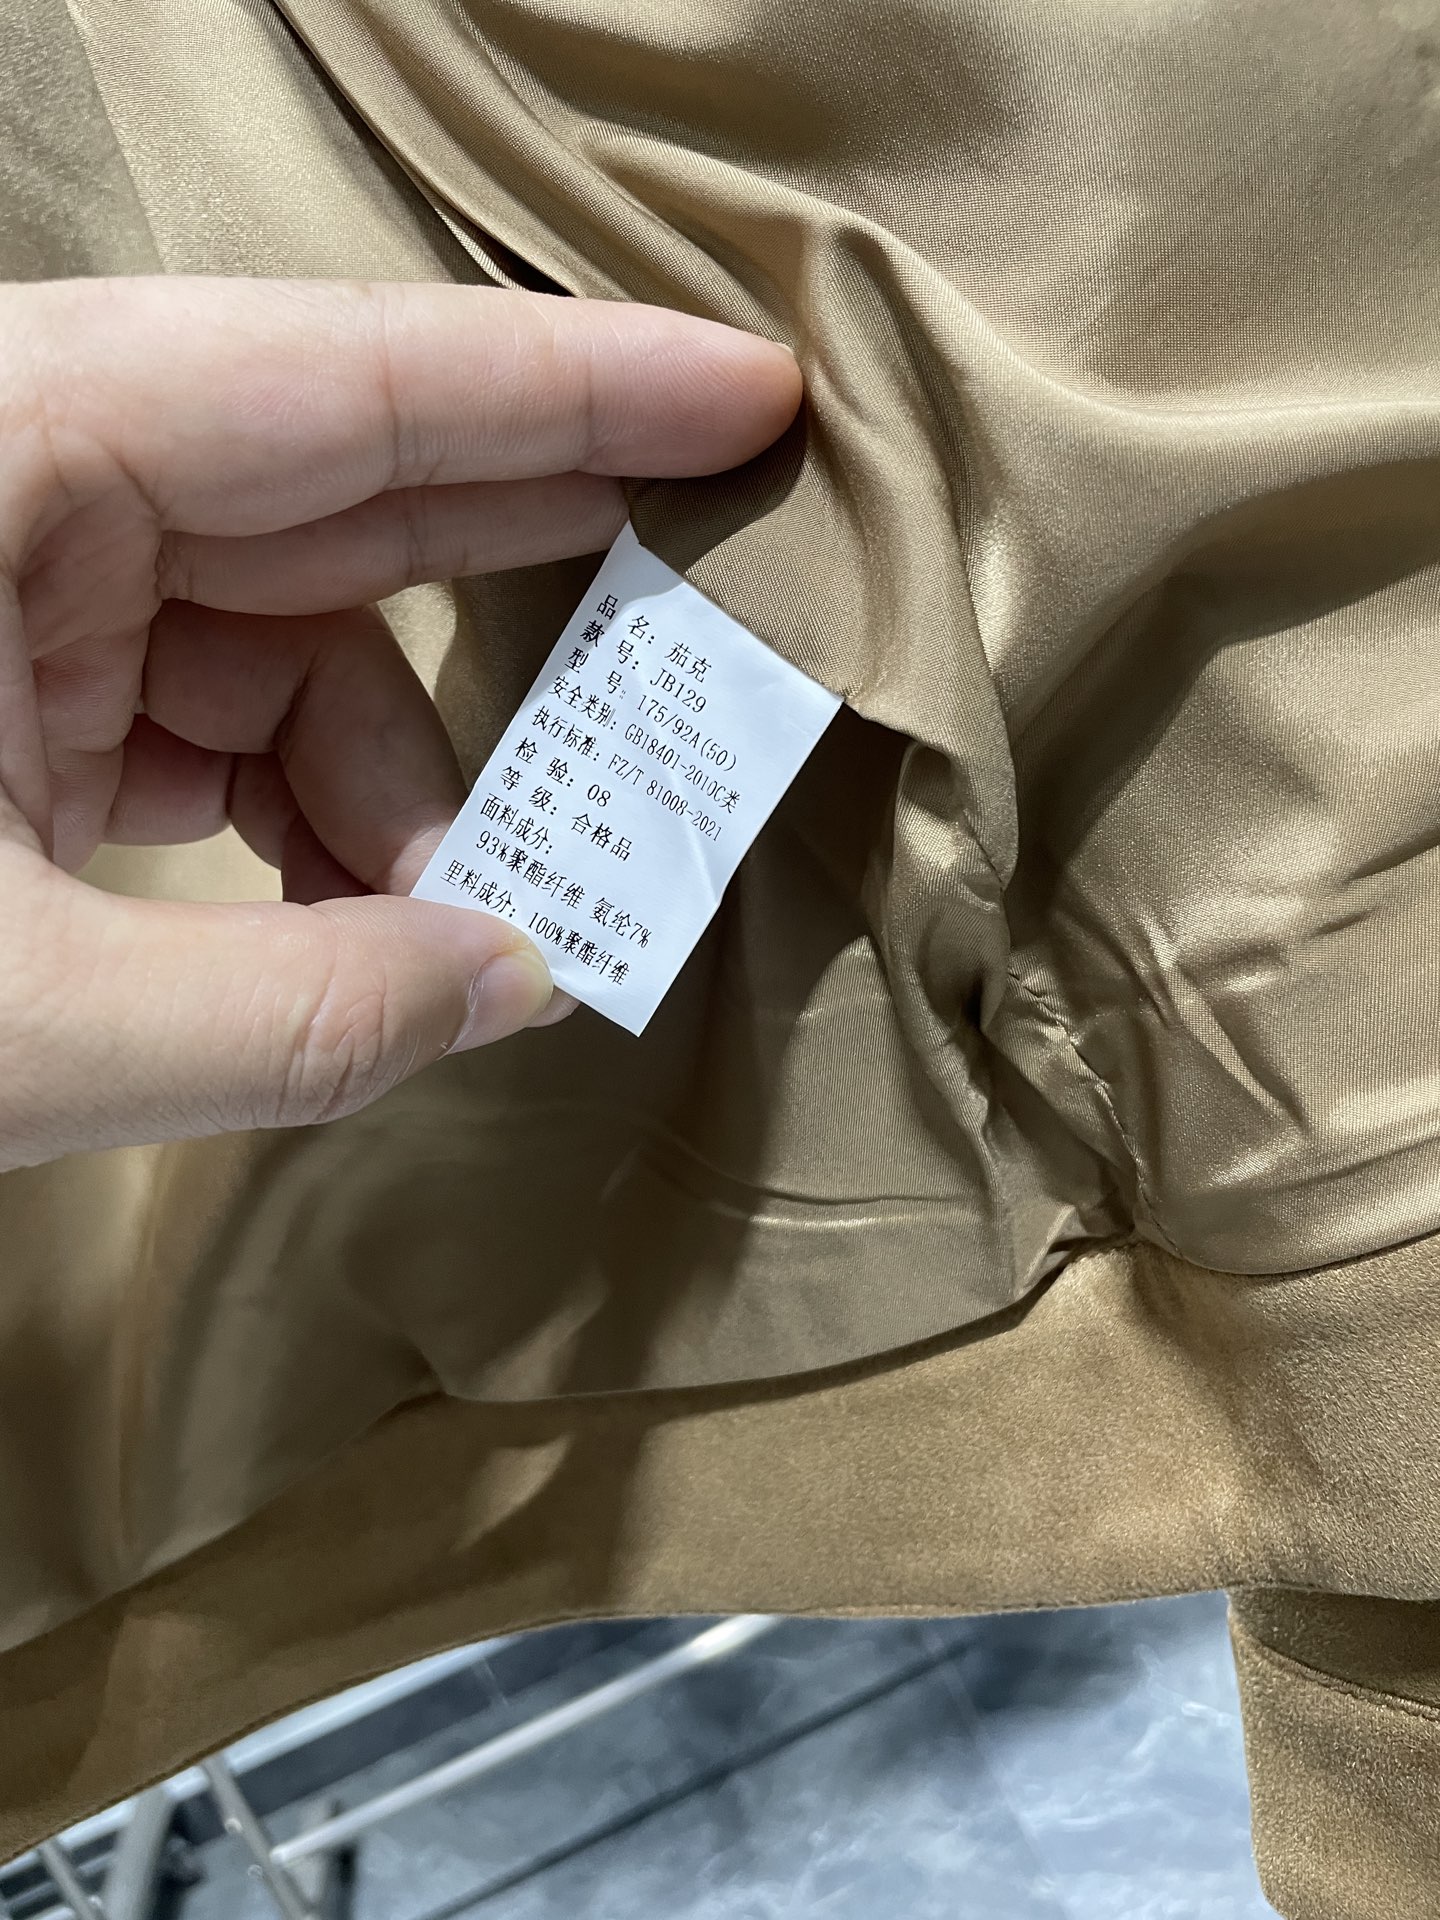 品 名：茄克
款 号：JB129
型 号：175/92A(50)
安全类别：GB18401-2010C类
执行标准：FZ/T 81008-2021
检 验：08
等 级：合格品
面料成分：
93%聚酯纤维 氨纶7%
里料成分：100%聚酯纤维